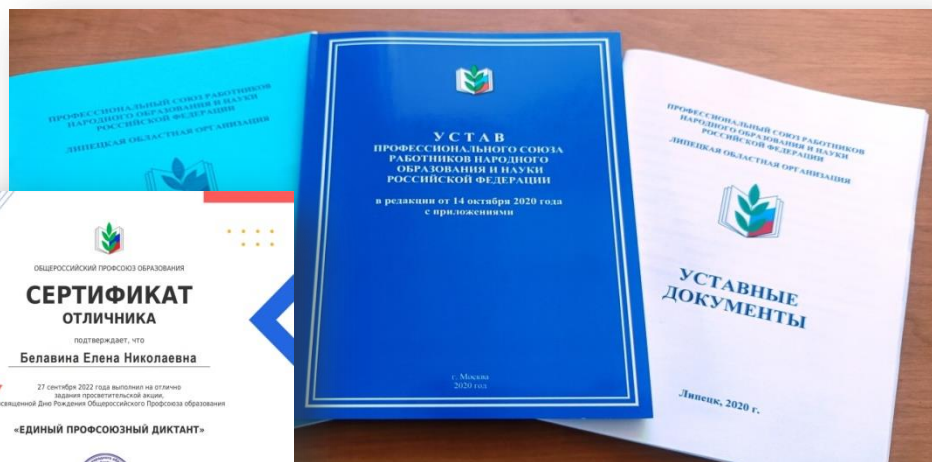 ПРОФЕССИОНАЛЬНЫЙ СОЮЗ РАБОТНИКОВ
НАРОДНОГО ОБРАЗОВАНИЯ И НАУКИ
РОССИЙСКОЙ ФЕДЕРАЦИИ
ЛИПЕЦКАЯ ОБЛАСТНАЯ ОРГАНИЗАЦИЯ
ОБЩЕРОССИЙСКИЙ ПРОФСОЮЗ ОБРАЗОВАНИЯ
СЕРТИФИКАТ
ОТЛИЧНИКА
подтверждает, что
Белавина Елена Николаевна
27 сентября 2022 года выполнил на отлично
задания просветительской акции,
Дню Рождения Общероссийского Профсоюза образования
«ЕДИНЫЙ ПРОФСОЮЗНЫЙ ДИКТАНТ»
УСТАВ
ПРОФЕССИОНАЛЬНОГО СОЮЗА
РАБОТНИКОВ НАРОДНОГО
ОБРАЗОВАНИЯ И НАУКИ
РОССИЙСКОЙ ФЕДЕРАЦИИ
в редакции от 14 октября 2020 года
с приложениями
г. Москва
2020 год
ПРОФЕССИОНАЛЬНЫЙ СОЮЗ РАБОТНИКОВ
НАРОДНОГО ОБРАЗОВАНИЯ И НАУКИ
РОССИЙСКОЙ ФЕДЕРАЦИИ
ЛИПЕЦКАЯ ОБЛАСТНАЯ ОРГАНИЗАЦИЯ
УСТАВНЫЕ
ДОКУМЕНТЫ
Липецк, 2020 г.